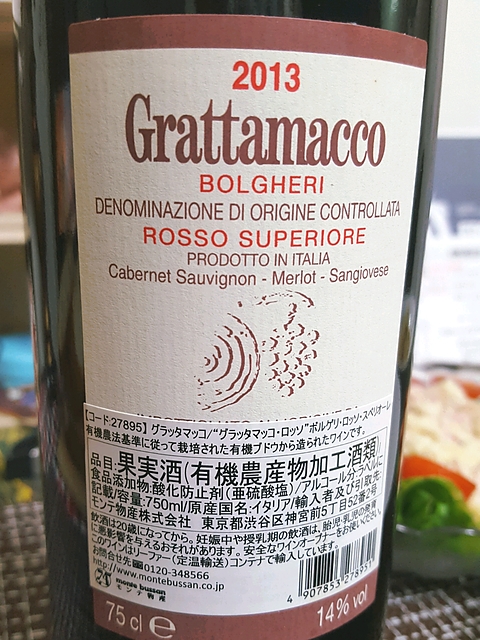 2013
Grattamacco
BOLGHERI
DENOMINAZIONE DI ORIGINE CONTROLLATA
ROSSO SUPERIORE
PRODOTTO IN ITALIA
Cabernet Sauvignon - Merlot - Sangiovese
【コード:27895】グラッタマッコ/“グラッタマッコ・ロッソ”ボルゲリ・ロッソ・スペリオーレ
有機農法基準に従って栽培された有機ブドウから造られたワインです。
品目:果実酒(有機農産物加工酒類)
食品添加物:酸化防止剤(亜硫酸塩)/アルコール分:ラベルに
記載/容量:750ml/原産国名:イタリア/輸入者及び引取先:
モンテ物産株式会社 東京都渋谷区神宮前5丁目52番2号
飲酒は20歳になってから。妊娠中や授乳期の飲酒は、胎児・乳児の発育
に悪影響を与えるおそれがあります。安全なワインオープナーをお使いください。
このワインはリーファー(定温輸送)コンテナで輸入しています。
お問合せ先 0120-348566
http://www.montebussan.co.jp
monte bussan
モンテ物産
4 907853 278951
75 cl e
14% vol